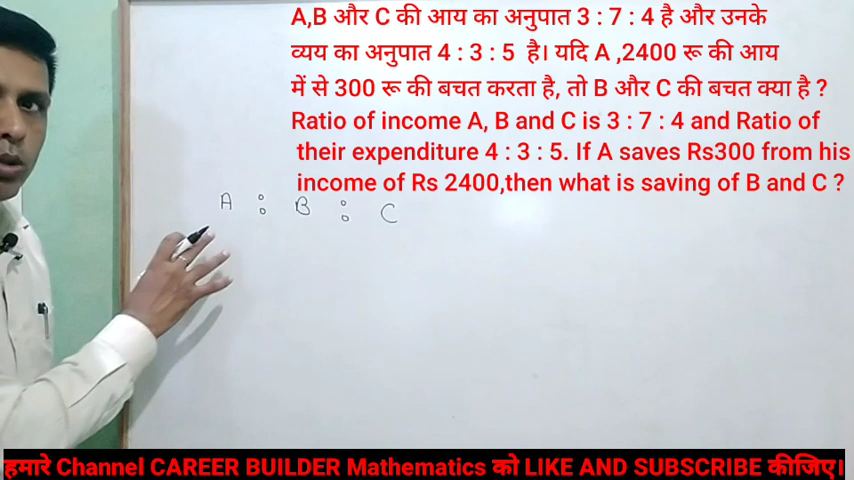 A,B और C की आय का अनुपात 3 : 7 : 4 है और उनके
व्यय का अनुपात 4 : 3 : 5 है। यदि A ,2400 रू की आय
में से 300 रू की बचत करता है, तो B और C की बचत क्या है ?
Ratio of income A, B and C is 3 : 7 : 4 and Ratio of
their expenditure 4 : 3 : 5. If A saves Rs300 from his
income of Rs 2400,then what is saving of B and C ?
A : B : C
हमारे Channel CAREER BUILDER Mathematics को LIKE AND SUBSCRIBE कीजिए।